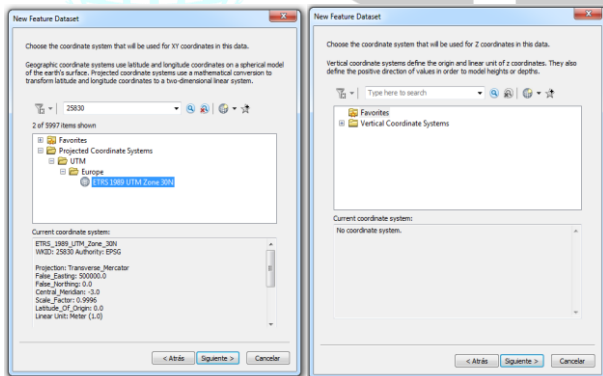 New Feature Dataset
Choose the coordinate system that will be used for XY coordinates in this data.
Geographic coordinate systems use latitude and longitude coordinates on a spherical model
of the earth's surface. Projected coordinate systems use a mathematical conversion to
transform latitude and longitude coordinates to a two-dimensional linear system.
25830
2 of 5997 items shown
Favorites
Projected Coordinate Systems
UTM
Europe
ETRS 1989 UTM Zone 30N
Current coordinate system:
ETRS_1989_UTM_Zone_30N
WKID: 25830 Authority: EPSG
Projection: Transverse_Mercator
False_Easting: 500000.0
False_Northing: 0.0
Central_Meridian: -3.0
Scale_Factor: 0.9996
Latitude_Of_Origin: 0.0
Linear Unit: Meter (1.0)
< Atrás
Siguiente >
Cancelar
New Feature Dataset
Choose the coordinate system that will be used for Z coordinates in this data.
Vertical coordinate systems define the origin and linear unit of z coordinates. They also
define the positive direction of values in order to model heights or depths.
Type here to search
Favorites
Vertical Coordinate Systems
Current coordinate system:
No coordinate system.
< Atrás
Siguiente >
Cancelar